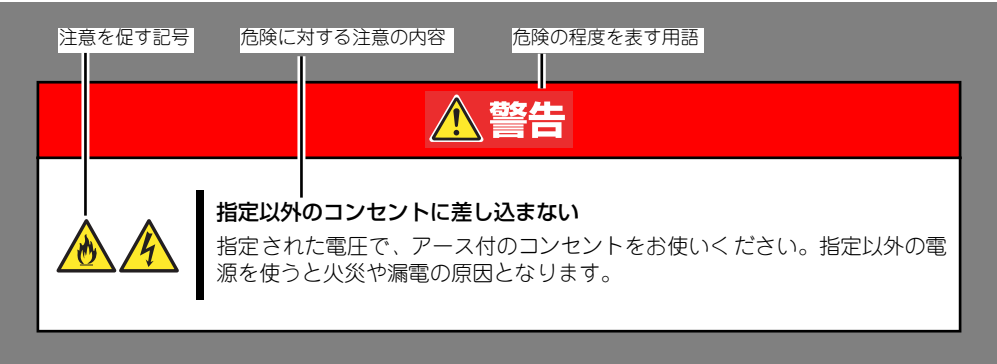 注意を促す記号
危険に対する注意の内容
危険の程度を表す用語
警告
指定以外のコンセントに差し込まない
指定された電圧で、アース付のコンセントをお使いください。指定以外の電
源を使うと火災や漏電の原因となります。